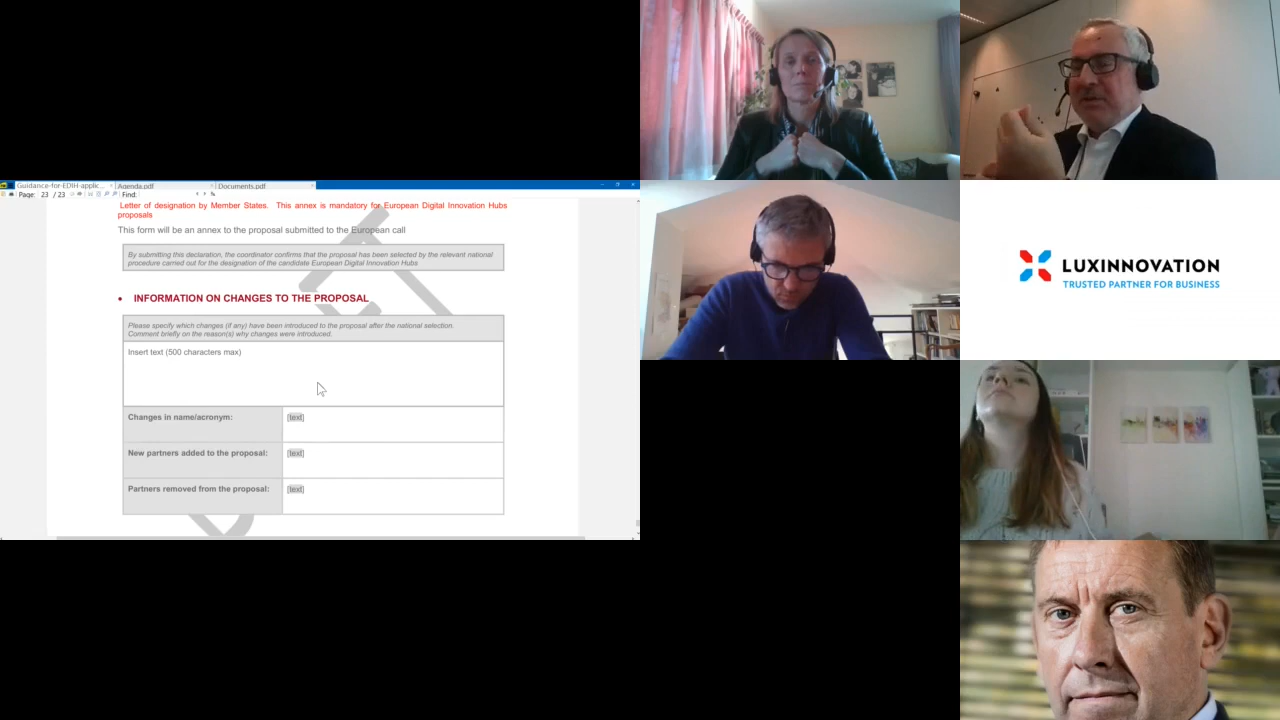 Guidance-for-EDIH-applic...
Agenda.pdf
Documents.pdf
Page: 23 / 23
Find:
Letter of designation by Member States. This annex is mandatory for European Digital Innovation Hubs
proposals
This form will be an annex to the proposal submitted to the European call
By submitting this declaration, the coordinator confirms that the proposal has been selected by the relevant national
procedure carried out for the designation of the candidate European Digital Innovation Hubs
• INFORMATION ON CHANGES TO THE PROPOSAL
Please specify which changes (if any) have been introduced to the proposal after the national selection.
Comment briefly on the reason(s) why changes were introduced.
Insert text (500 characters max)
Changes in name/acronym:
[text]
New partners added to the proposal:
[text]
Partners removed from the proposal:
[text]
LUXINNOVATION
TRUSTED PARTNER FOR BUSINESS